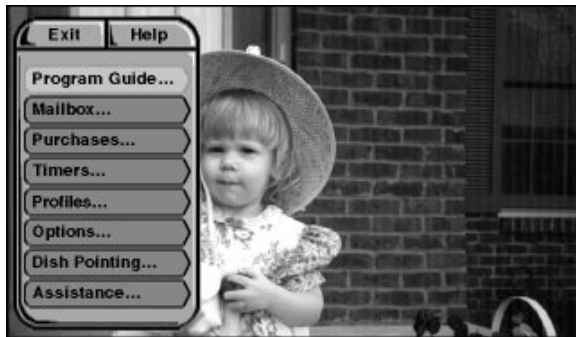 Exit Help
Program Guide...
Mailbox...
Purchases...
Timers...
Profiles...
Options...
Dish Pointing...
Assistance...